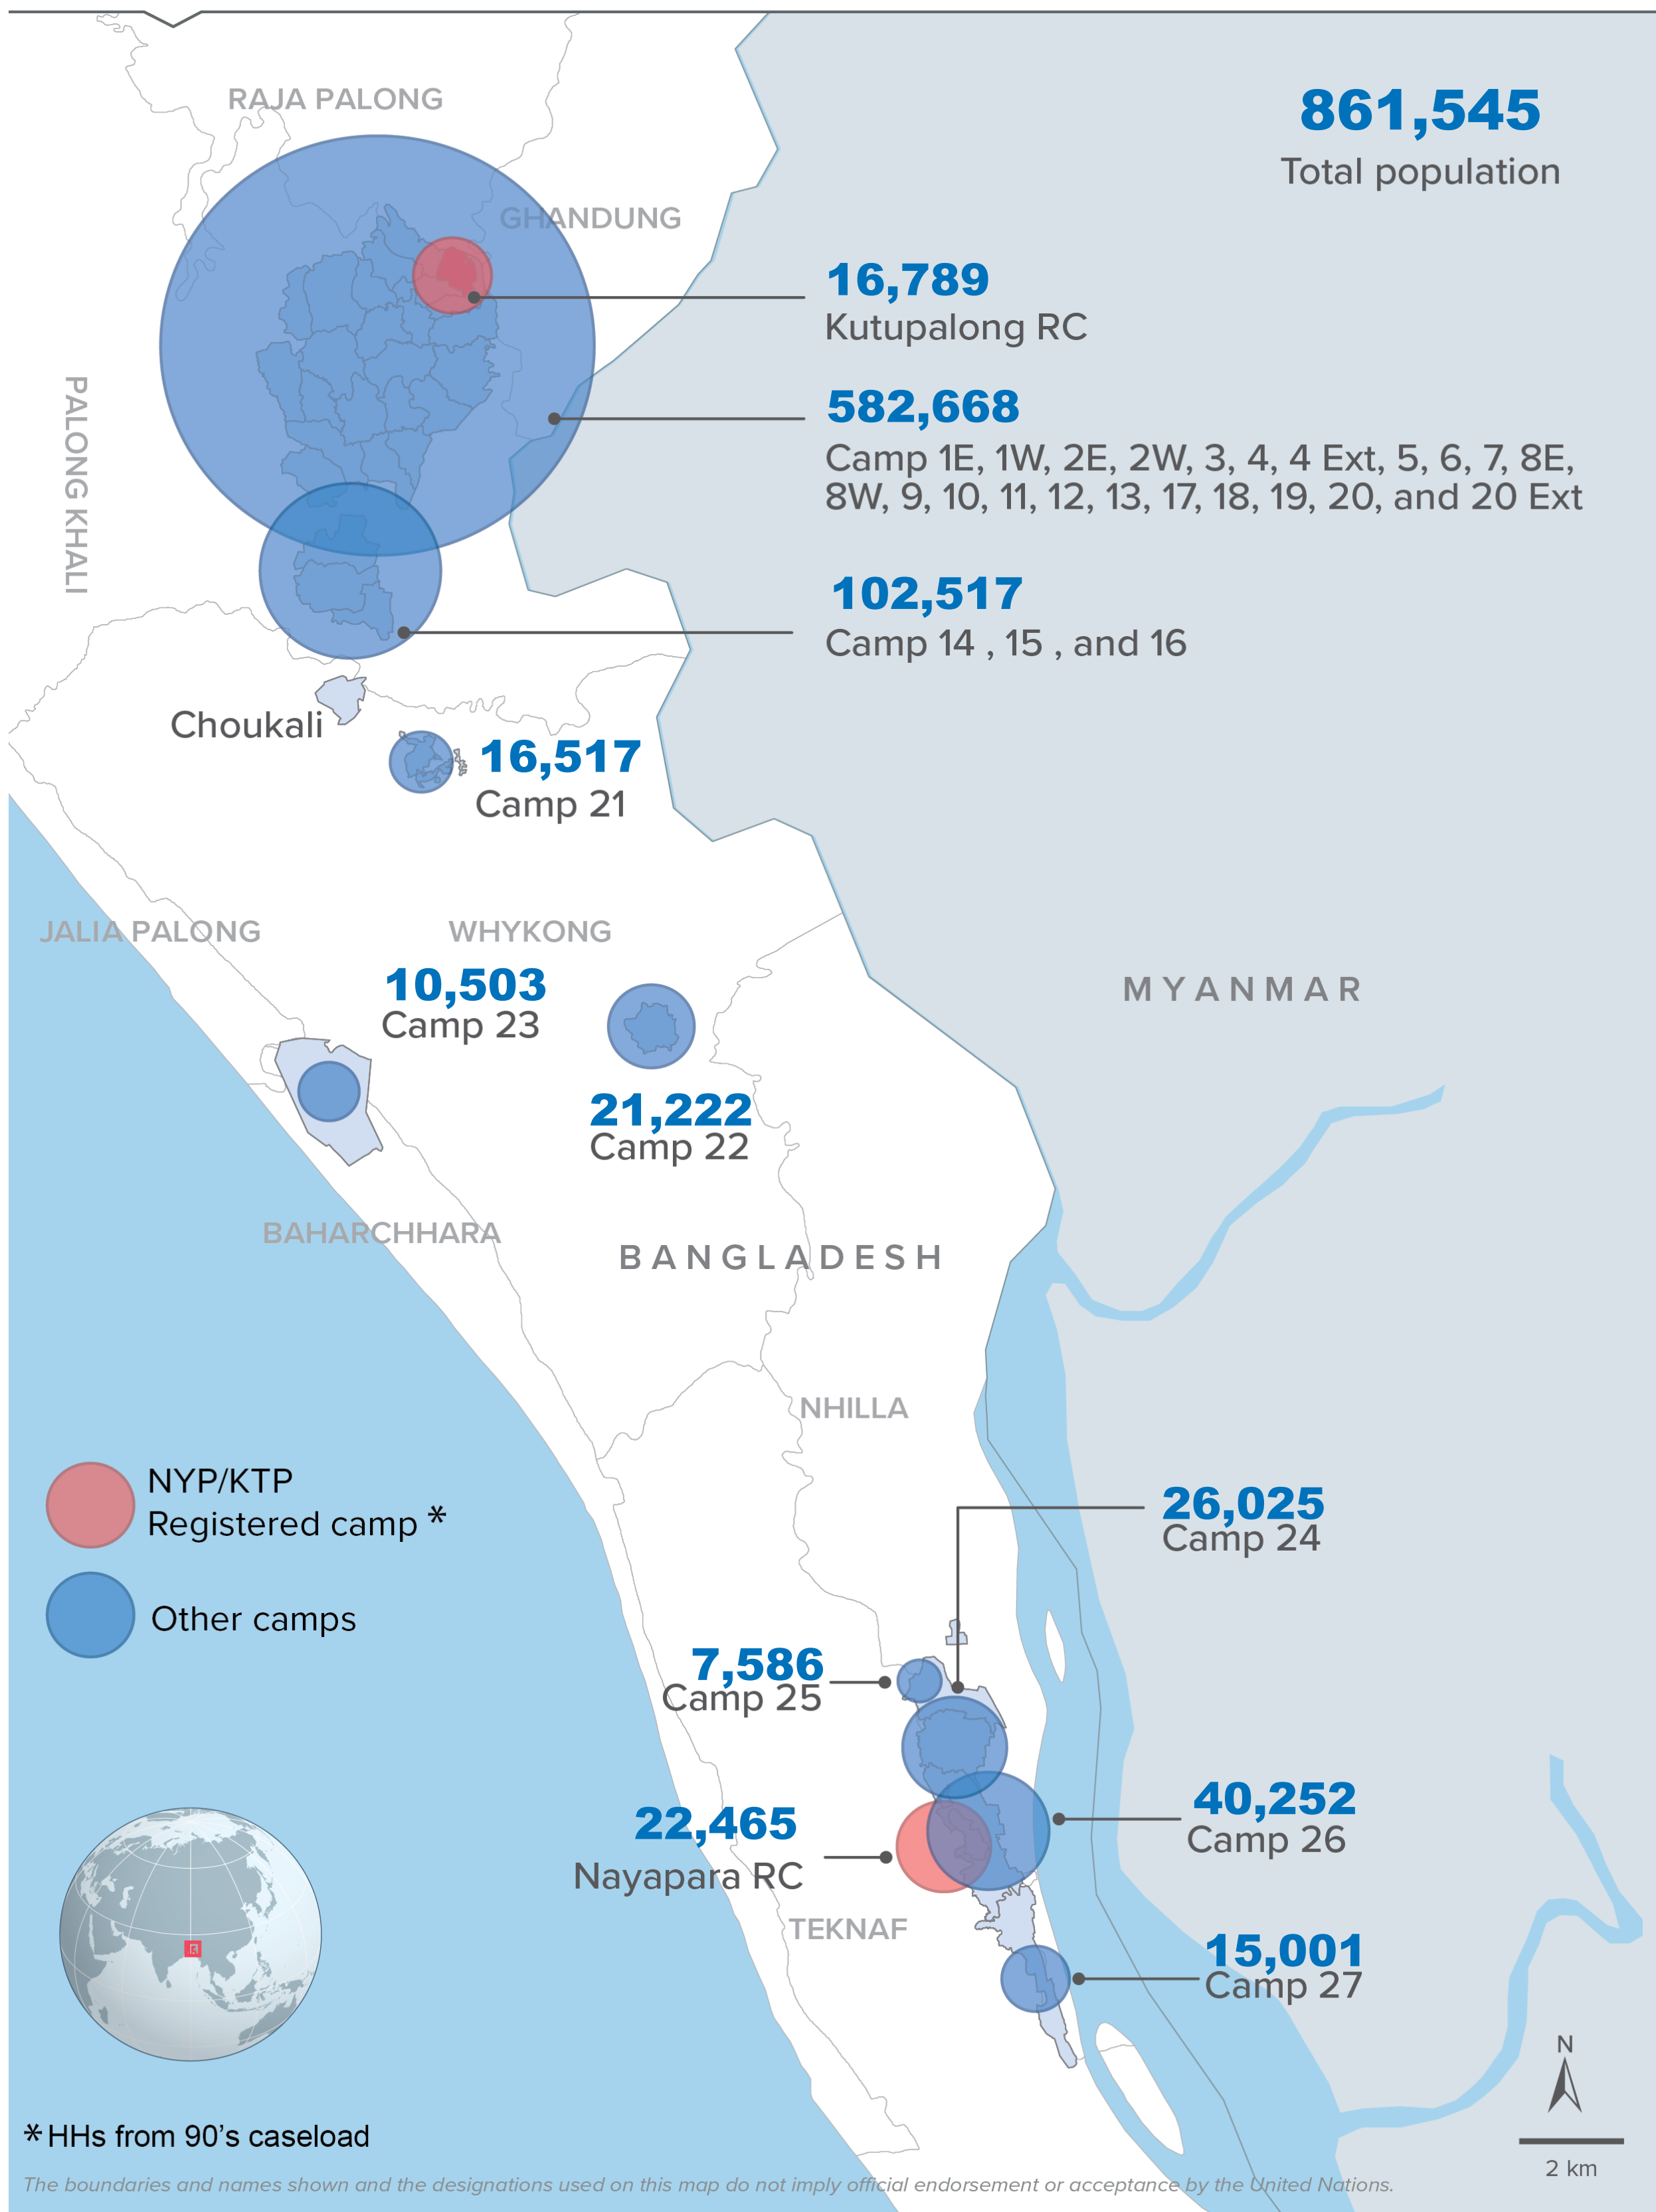 RAJA PALONG
861,545
Total population
GHANDUNG
16,789
Kutupalong RC
PALONG KHALI
582,668
Camp 1E, 1W, 2E, 2W, 3, 4, 4 Ext, 5, 6, 7, 8E,
8W, 9, 10, 11, 12, 13, 17, 18, 19, 20, and 20 Ext
102,517
Camp 14 , 15 , and 16
Choukali
16,517
Camp 21
JALIA PALONG
WHYKONG
10,503
Camp 23
MYANMAR
21,222
Camp 22
BAHARCHHARA
BANGLADESH
NHILLA
NYP/KTP
Registered camp *
Other camps
26,025
Camp 24
7,586
Camp 25
22,465
Nayapara RC
40,252
Camp 26
TEKNAF
15,001
Camp 27
N
2 km
* HHs from 90's caseload
The boundaries and names shown and the designations used on this map do not imply official endorsement or acceptance by the United Nations.